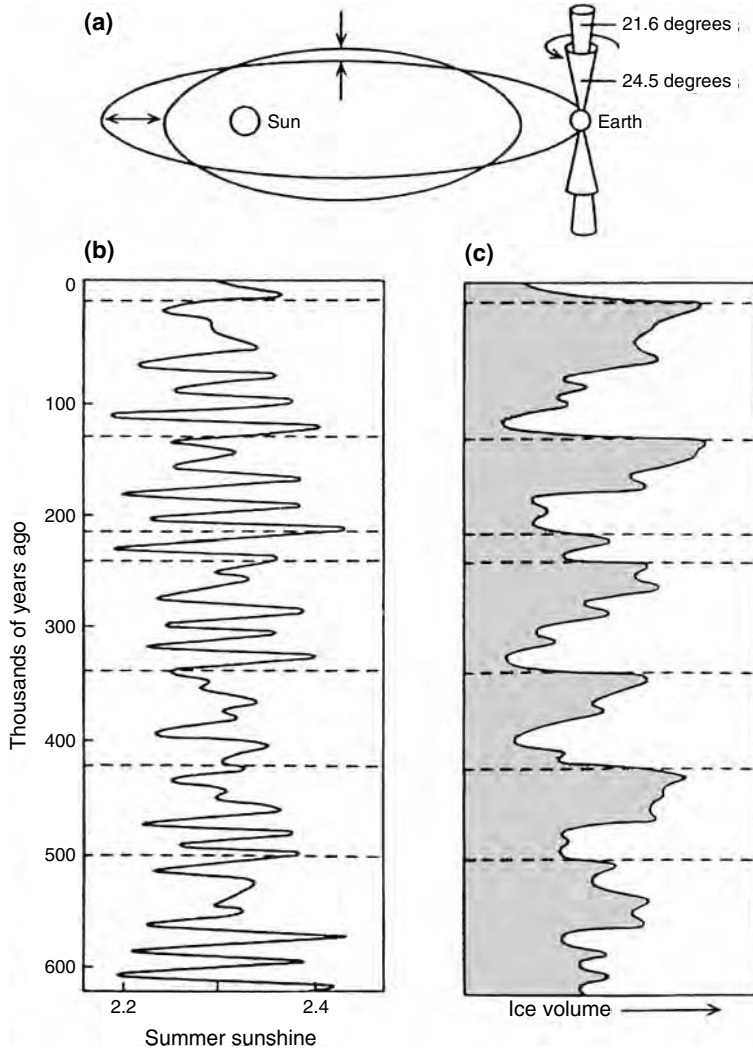 (a)
21.6 degrees
24.5 degrees
Sun
Earth
(b)
(c)
0
100
200
300
400
500
600
Thousands of years ago
2.2
2.4
Summer sunshine
Ice volume